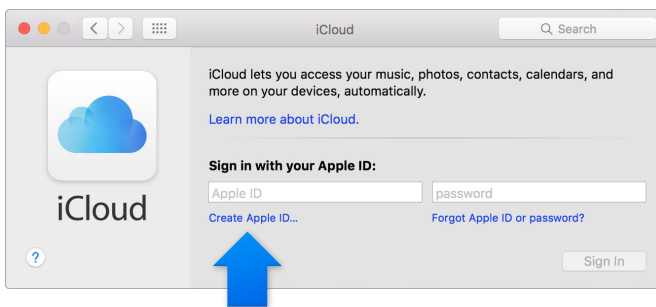 iCloud
Search
iCloud lets you access your music, photos, contacts, calendars, and
more on your devices, automatically.
Learn more about iCloud.
Sign in with your Apple ID:
Apple ID
password
Create Apple ID...
Forgot Apple ID or password?
iCloud
?
Sign In